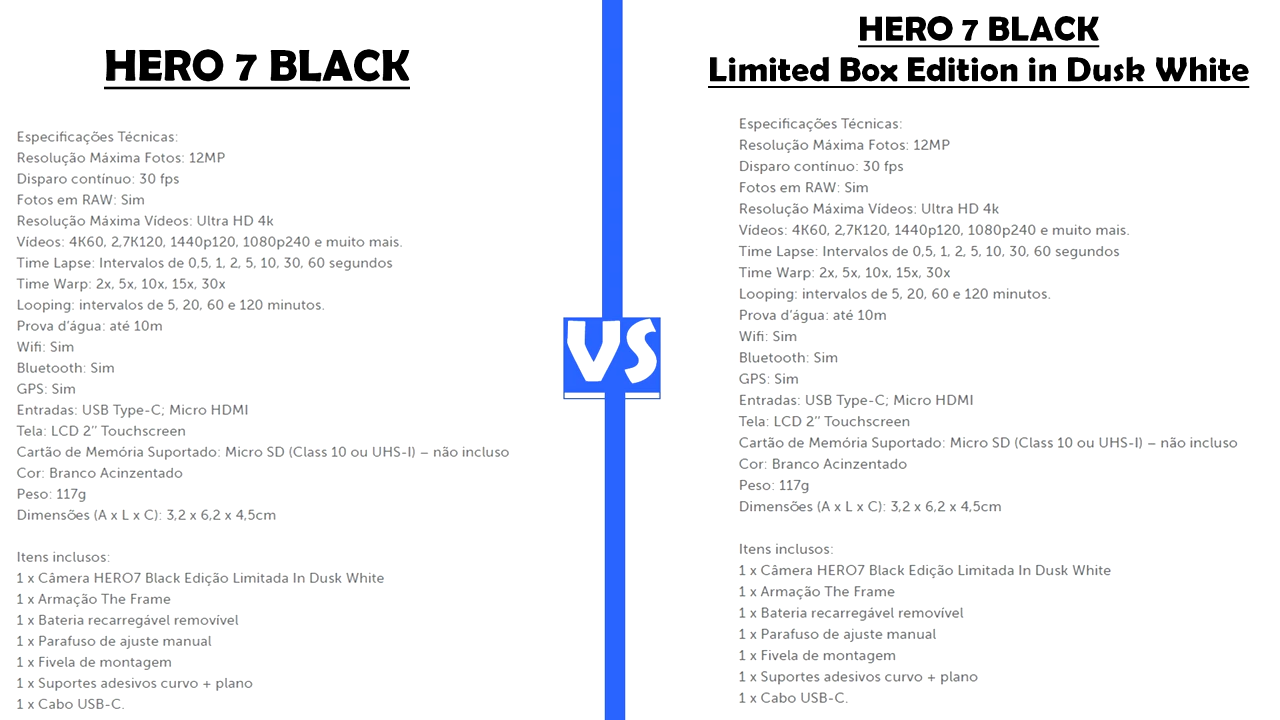 HERO 7 BLACK
Especificações Técnicas:
Resolução Máxima Fotos: 12MP
Disparo contínuo: 30 fps
Fotos em RAW: Sim
Resolução Máxima Vídeos: Ultra HD 4k
Vídeos: 4K60, 2,7K120, 1440p120, 1080p240 e muito mais.
Time Lapse: Intervalos de 0,5, 1, 2, 5, 10, 30, 60 segundos
Time Warp: 2x, 5x, 10x, 15x, 30x
Looping: intervalos de 5, 20, 60 e 120 minutos.
Prova d’água: até 10m
Wifi: Sim
Bluetooth: Sim
GPS: Sim
Entradas: USB Type-C; Micro HDMI
Tela: LCD 2’’ Touchscreen
Cartão de Memória Suportado: Micro SD (Class 10 ou UHS-I) – não incluso
Cor: Branco Acinzentado
Peso: 117g
Dimensões (A x L x C): 3,2 x 6,2 x 4,5cm
Itens inclusos:
1 x Câmera HERO7 Black Edição Limitada In Dusk White
1 x Armação The Frame
1 x Bateria recarregável removível
1 x Parafuso de ajuste manual
1 x Fivela de montagem
1 x Suportes adesivos curvo + plano
1 x Cabo USB-C.
VS
HERO 7 BLACK
Limited Box Edition in Dusk White
Especificações Técnicas:
Resolução Máxima Fotos: 12MP
Disparo contínuo: 30 fps
Fotos em RAW: Sim
Resolução Máxima Vídeos: Ultra HD 4k
Vídeos: 4K60, 2,7K120, 1440p120, 1080p240 e muito mais.
Time Lapse: Intervalos de 0,5, 1, 2, 5, 10, 30, 60 segundos
Time Warp: 2x, 5x, 10x, 15x, 30x
Looping: intervalos de 5, 20, 60 e 120 minutos.
Prova d’água: até 10m
Wifi: Sim
Bluetooth: Sim
GPS: Sim
Entradas: USB Type-C; Micro HDMI
Tela: LCD 2’’ Touchscreen
Cartão de Memória Suportado: Micro SD (Class 10 ou UHS-I) – não incluso
Cor: Branco Acinzentado
Peso: 117g
Dimensões (A x L x C): 3,2 x 6,2 x 4,5cm
Itens inclusos:
1 x Câmera HERO7 Black Edição Limitada In Dusk White
1 x Armação The Frame
1 x Bateria recarregável removível
1 x Parafuso de ajuste manual
1 x Fivela de montagem
1 x Suportes adesivos curvo + plano
1 x Cabo USB-C.